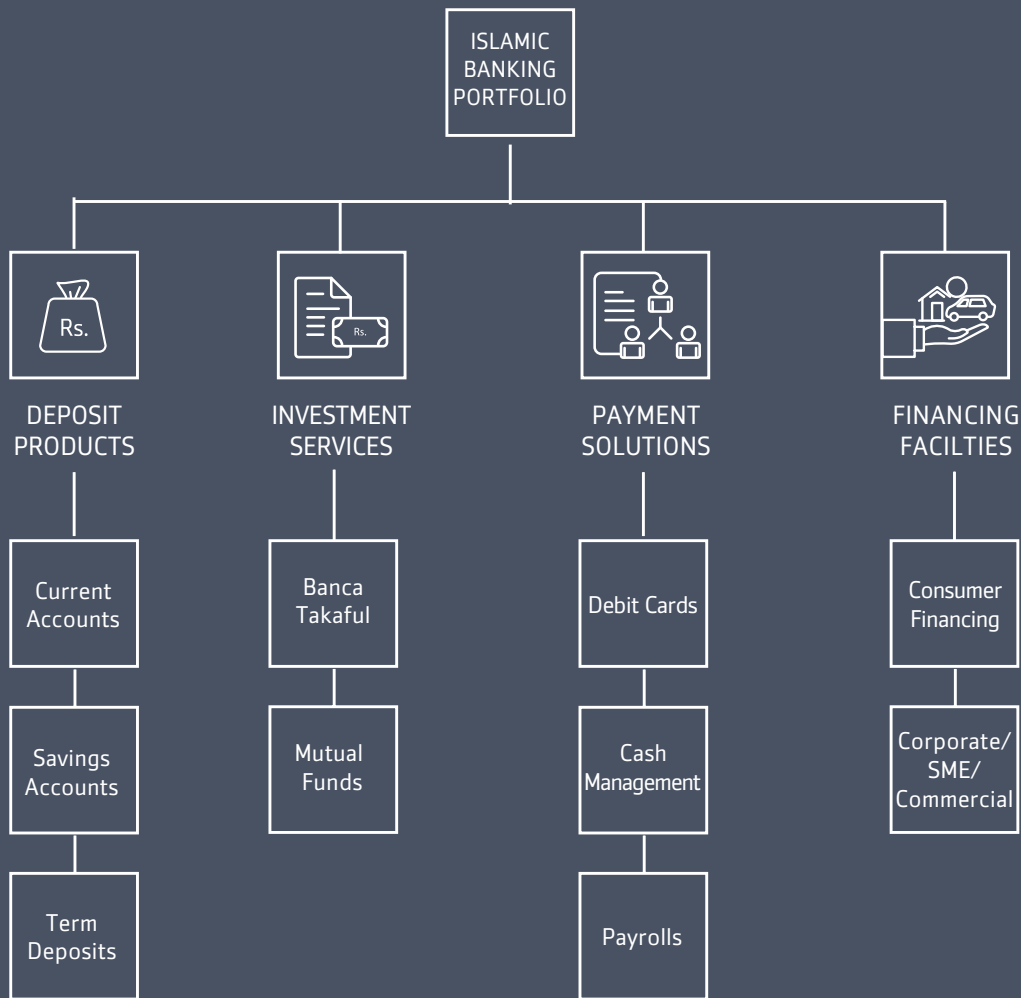 ISLAMIC
BANKING
PORTFOLIO
Rs.
Rs.
DEPOSIT
PRODUCTS
INVESTMENT
SERVICES
PAYMENT
SOLUTIONS
FINANCING
FACILTIES
Current
Accounts
Banca
Takaful
Debit Cards
Consumer
Financing
Savings
Accounts
Mutual
Funds
Cash
Management
Corporate/
SME/
Commercial
Term
Deposits
Payrolls